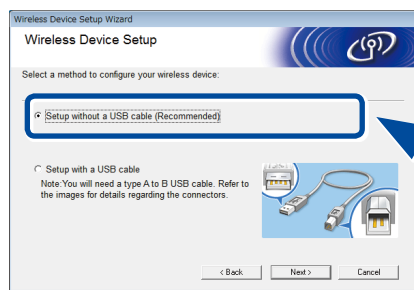 Wireless Device Setup Wizard
Wireless Device Setup
Select a method to configure your wireless device:
Setup without a USB cable (Recommended)
Setup with a USB cable
Note:You will need a type A to B USB cable. Refer to
the images for details regarding the connectors.
< Back Next > Cancel